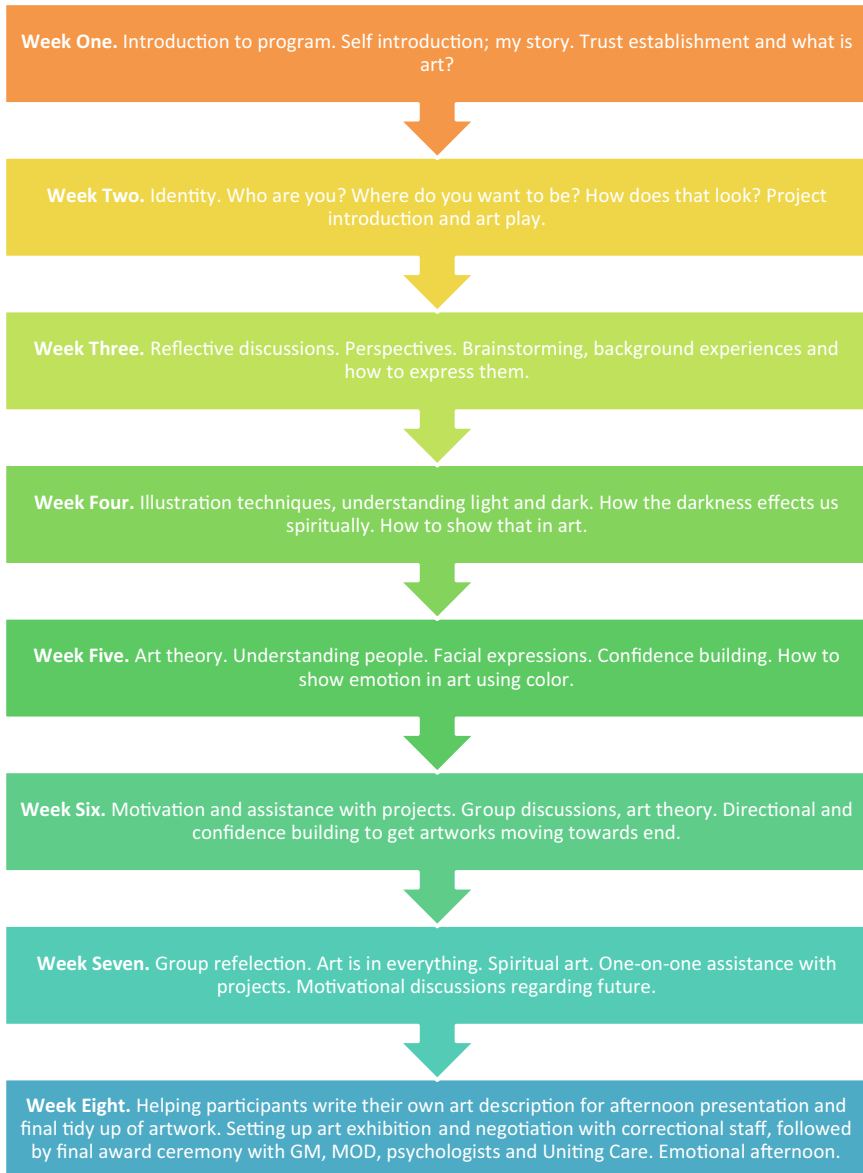 Week One. Introduction to program. Self introduction; my story. Trust establishment and what is
art?
Week Two. Identity. Who are you? Where do you want to be? How does that look? Project
introduction and art play.
Week Three. Reflective discussions. Perspectives. Brainstorming, background experiences and
how to express them.
Week Four. Illustration techniques, understanding light and dark. How the darkness effects us
spiritually. How to show that in art.
Week Five. Art theory. Understanding people. Facial expressions. Confidence building. How to
show emotion in art using color.
Week Six. Motivation and assistance with projects. Group discussions, art theory. Directional and
confidence building to get artworks moving towards end.
Week Seven. Group refelection. Art is in everything. Spiritual art. One-on-one assistance with
projects. Motivational discussions regarding future.
Week Eight. Helping participants write their own art description for afternoon presentation and
final tidy up of artwork. Setting up art exhibition and negotiation with correctional staff, followed
by final award ceremony with GM, MOD, psychologists and Uniting Care. Emotional afternoon.